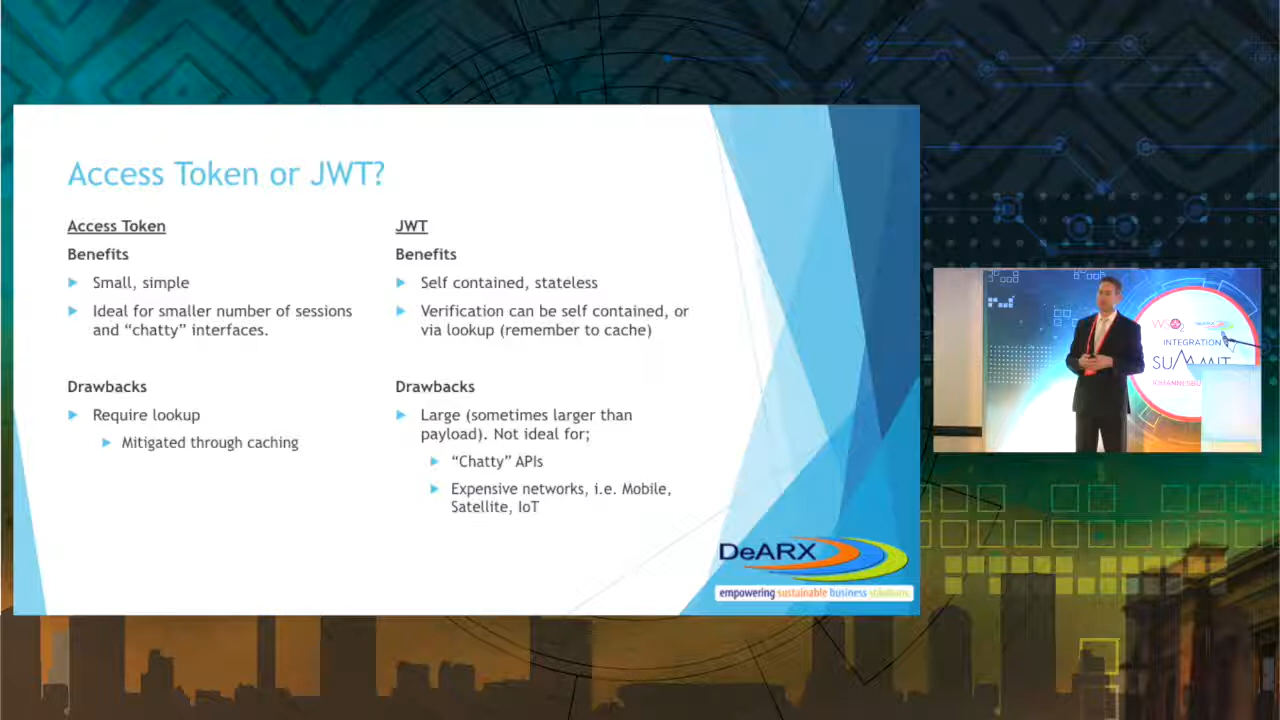 Access Token or JWT?
Access Token
Benefits
Small, simple
Ideal for smaller number of sessions
and “chatty” interfaces.
Drawbacks
Require lookup
Mitigated through caching
JWT
Benefits
Self contained, stateless
Verification can be self contained, or
via lookup (remember to cache)
Drawbacks
Large (sometimes larger than
payload). Not ideal for;
“Chatty” APIs
Expensive networks, i.e. Mobile,
Satellite, IoT
DeARX
empowering sustainable business solutions
WSO2
INTEGRATION
SUMMIT